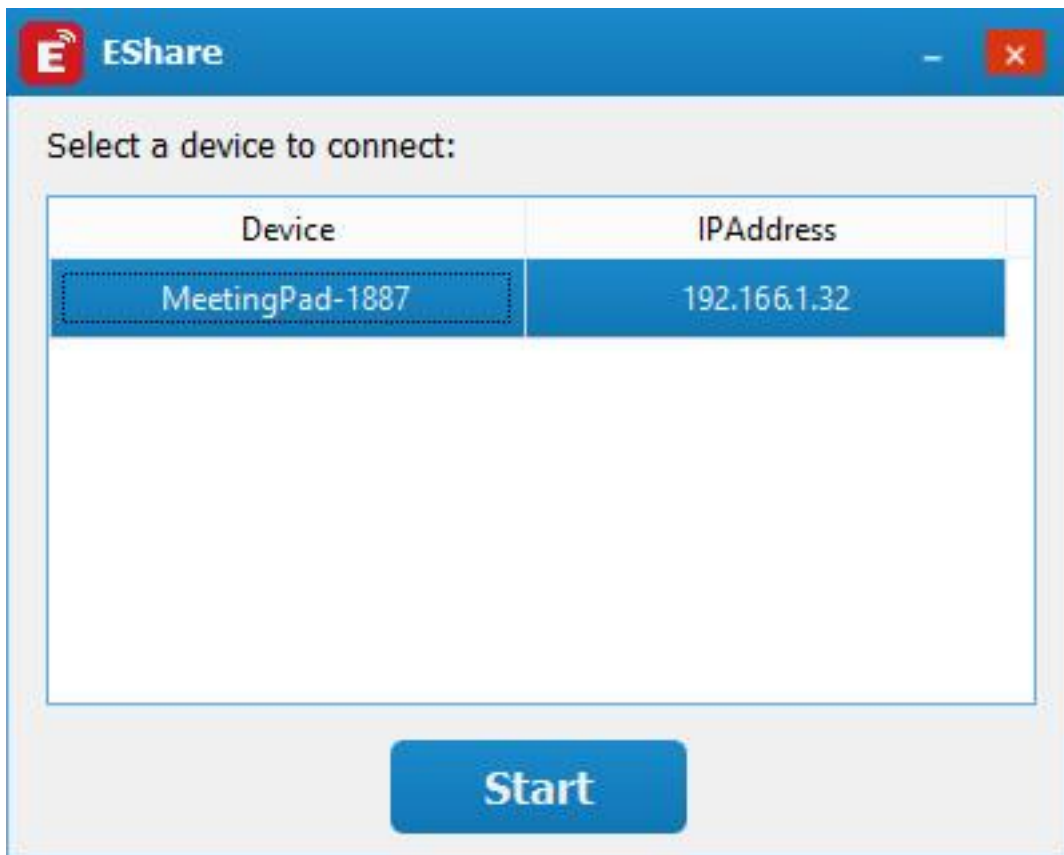 E EShare
Select a device to connect:
Device IPAddress
MeetingPad-1887 192.166.1.32
Start